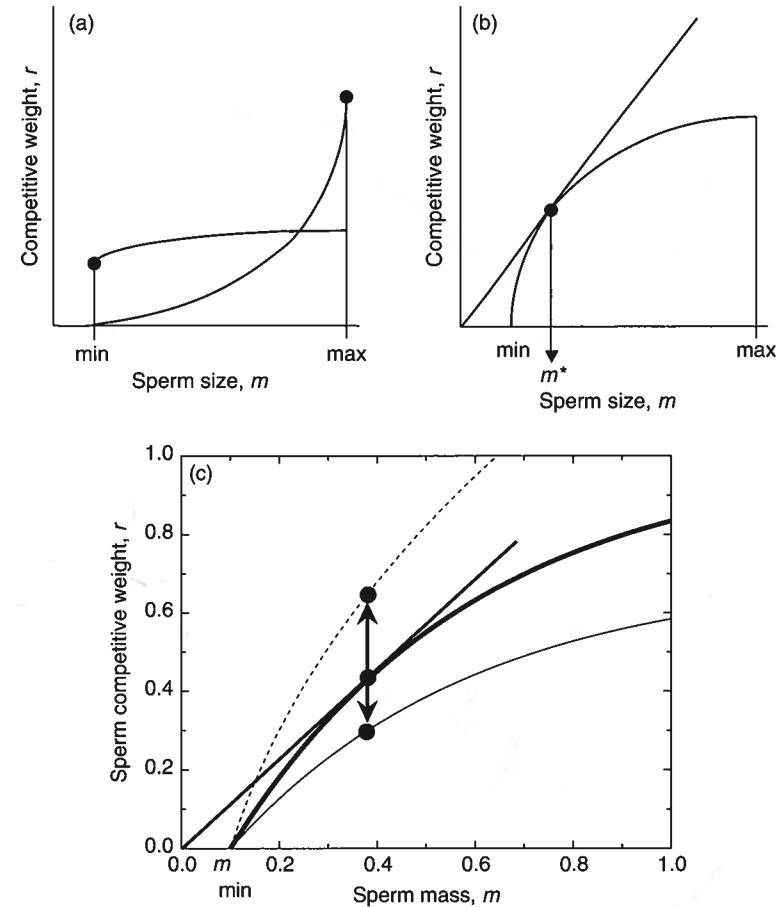 (a)
Competitive weight, r
min
max
Sperm size, m
(b)
Competitive weight, r
min
max
m*
Sperm size, m
(c)
Sperm competitive weight, r
1.0
0.8
0.6
0.4
0.2
0.0
0.0 m 0.2 0.4 0.6 0.8 1.0
min
Sperm mass, m